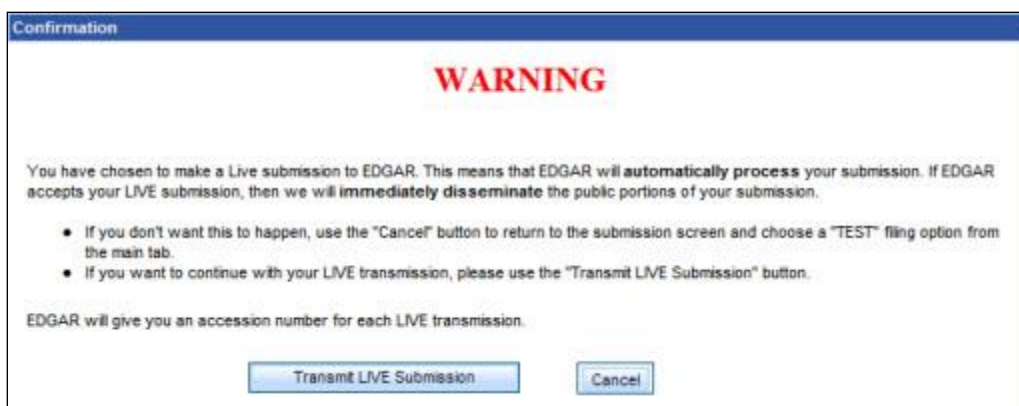 Confirmation
WARNING
You have chosen to make a Live submission to EDGAR. This means that EDGAR will automatically process your submission. If EDGAR
accepts your LIVE submission, then we will immediately disseminate the public portions of your submission.
● If you don't want this to happen, use the "Cancel" button to return to the submission screen and choose a "TEST" filing option from
the main tab.
● If you want to continue with your LIVE transmission, please use the "Transmit LIVE Submission" button.
EDGAR will give you an accession number for each LIVE transmission.
Transmit LIVE Submission Cancel